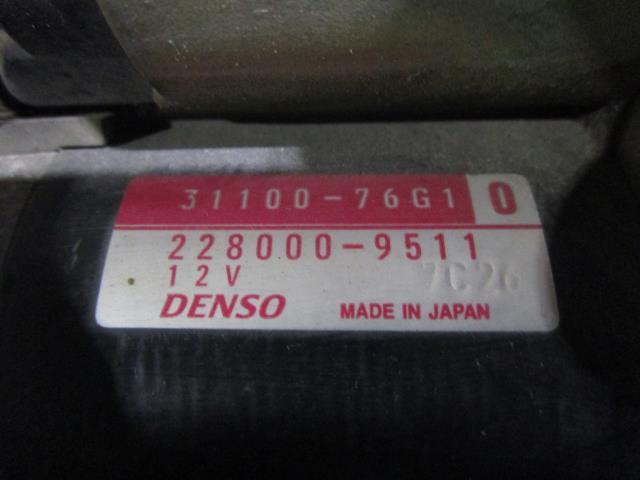 31100-76G1 0
228000-9511
12V 7C26
DENSO MADE IN JAPAN